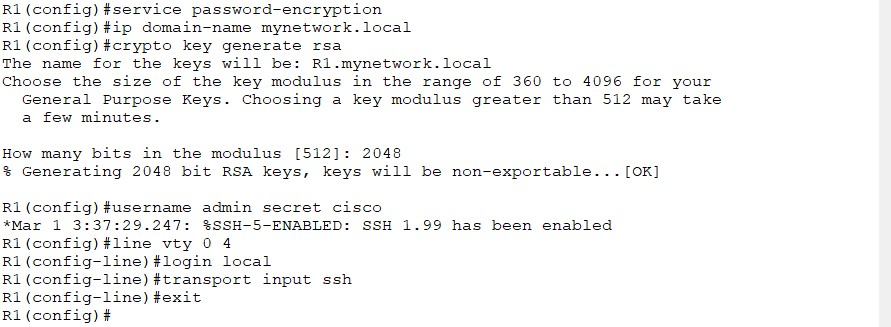 R1(config)#service password-encryption
R1(config)#ip domain-name mynetwork.local
R1(config)#crypto key generate rsa
The name for the keys will be: R1.mynetwork.local
Choose the size of the key modulus in the range of 360 to 4096 for your
  General Purpose Keys. Choosing a key modulus greater than 512 may take
  a few minutes.

How many bits in the modulus [512]: 2048
% Generating 2048 bit RSA keys, keys will be non-exportable...[OK]

R1(config)#username admin secret cisco
*Mar 1 3:37:29.247: %SSH-5-ENABLED: SSH 1.99 has been enabled
R1(config)#line vty 0 4
R1(config-line)#login local
R1(config-line)#transport input ssh
R1(config-line)#exit
R1(config)#